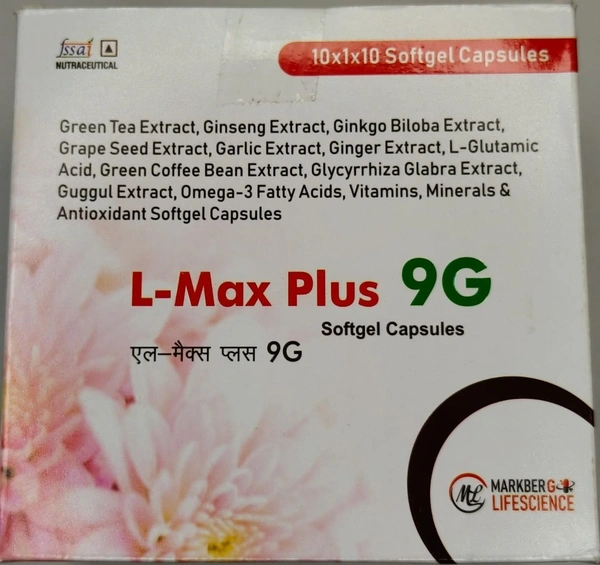 fssai
NUTRACEUTICAL
10x1x10 Softgel Capsules
Green Tea Extract, Ginseng Extract, Ginkgo Biloba Extract,
Grape Seed Extract, Garlic Extract, Ginger Extract, L-Glutamic
Acid, Green Coffee Bean Extract, Glycyrrhiza Glabra Extract,
Guggul Extract, Omega-3 Fatty Acids, Vitamins, Minerals &
Antioxidant Softgel Capsules
L-Max Plus 9G
Softgel Capsules
एल–मैक्स प्लस 9G
ML MARKBERG
LIFESCIENCE